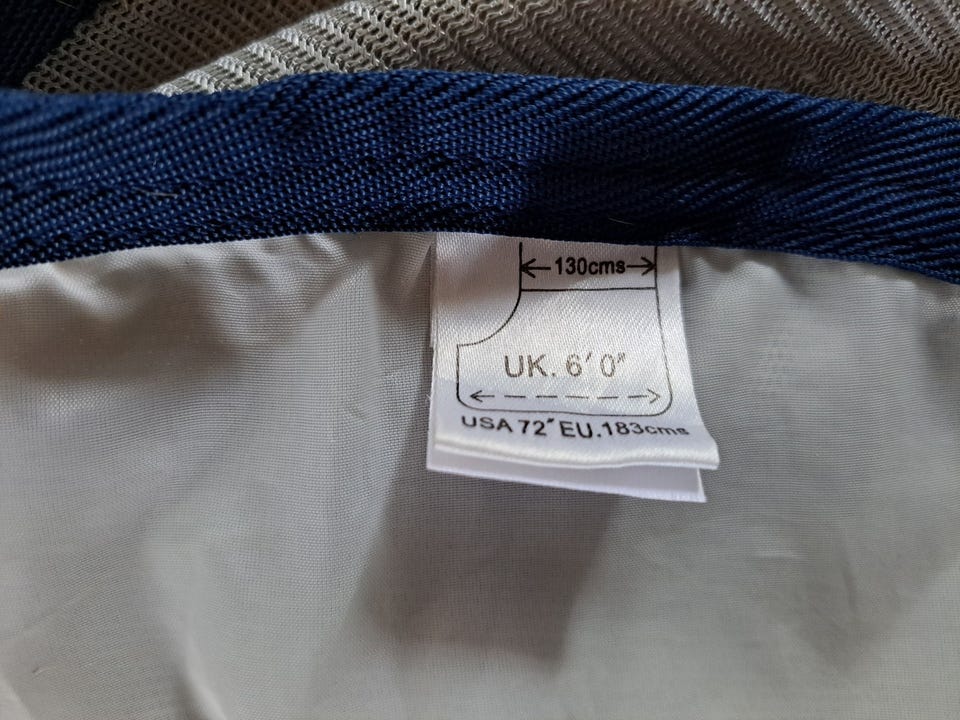 130cms
UK. 6' 0"
USA 72" EU.183cms